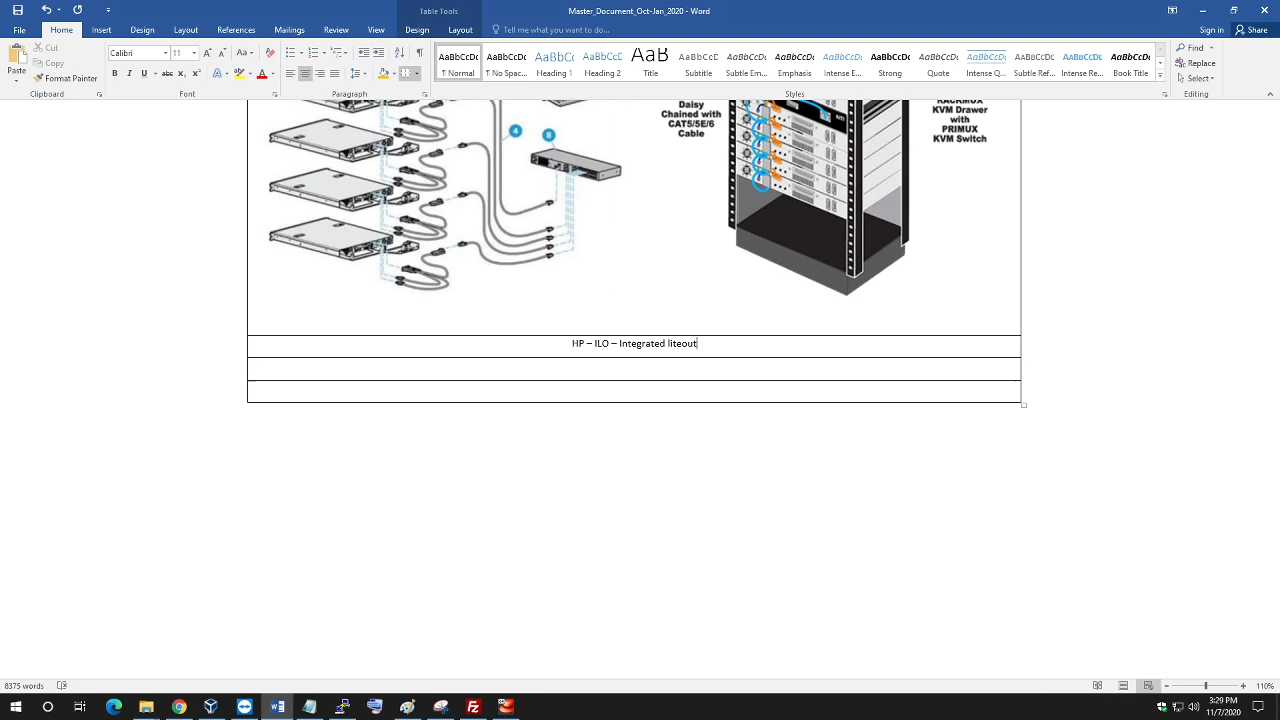 Table Tools
Master_Document_Oct-Jan_2020 - Word
File Home Insert Design Layout References Mailings Review View Design Layout Tell me what you want to do... Sign in Share
Paste Cut Copy Format Painter
Calibri 11
AaBbCcDc AaBbCcDc AaBbCc AaBbCcD AaB AaBbCcD AaBbCcDc AaBbCcDc AaBbCcDc AaBbCcDc AaBbCcDc AaBbCcDc AaBbCcDc AaBbCcDc AaBbCcDc
¶ Normal ¶ No Spac... Heading 1 Heading 2 Title Subtitle Subtle Em... Emphasis Intense E... Strong Quote Intense Q... Subtle Ref... Intense Re... Book Title
Find Replace Select
Clipboard Font Paragraph Styles Editing
Daisy
Chained with
CAT5/5E/6
Cable
4
5
NTI
RACKMUX
KVM Drawer
with
PRIMUX
KVM Switch
HP – ILO – Integrated liteout
8375 words
110%
3:29 PM
11/7/2020